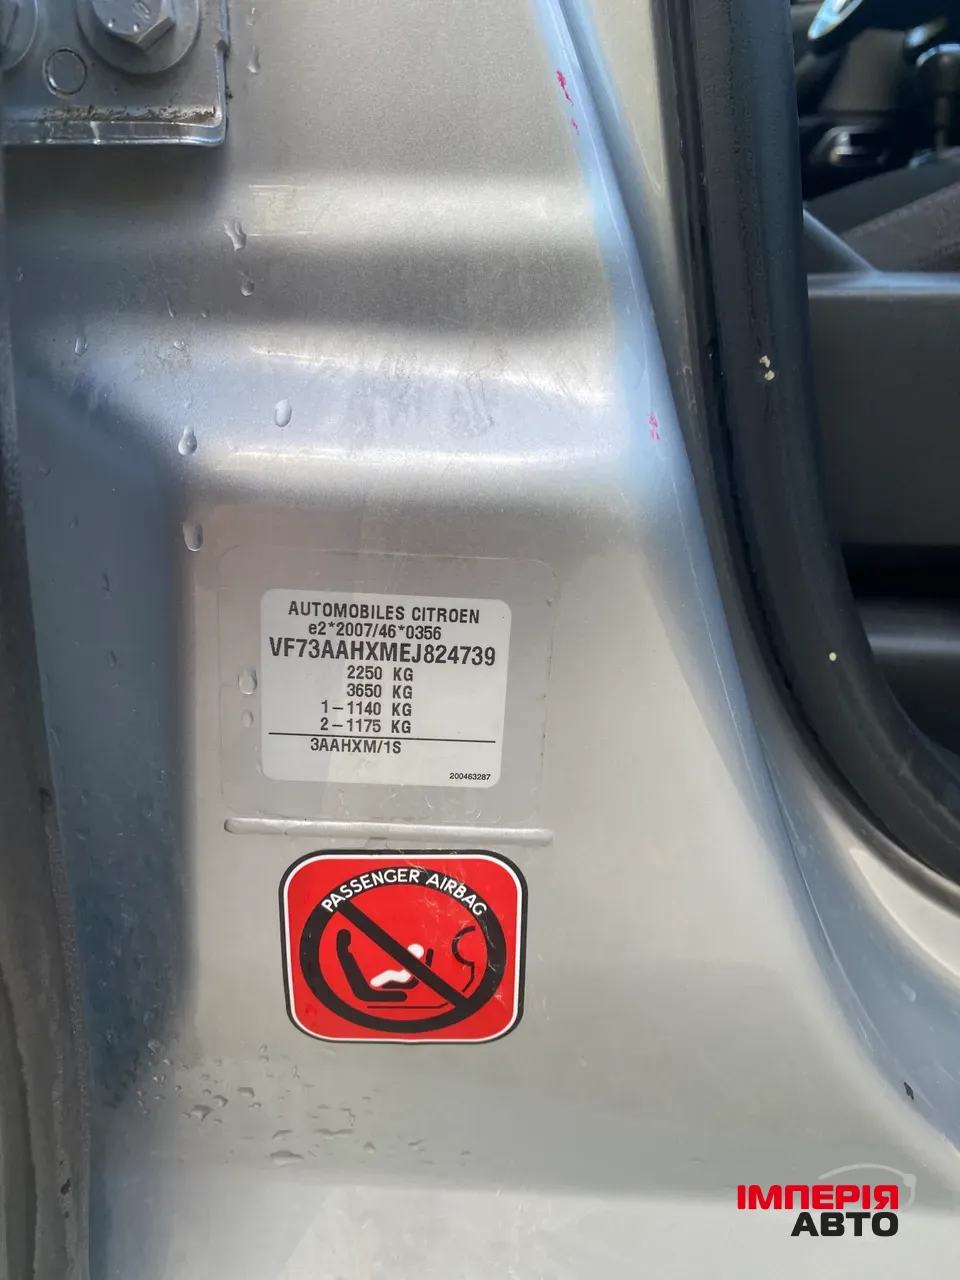 AUTOMOBILES CITROEN
e2*2007/46*0356
VF73AAHXMEJ824739
2250 KG
3650 KG
1-1140 KG
2-1175 KG
3AAHXM/1S
200463287
PASSENGER AIRBAG
ІМПЕРІЯ
АВТО